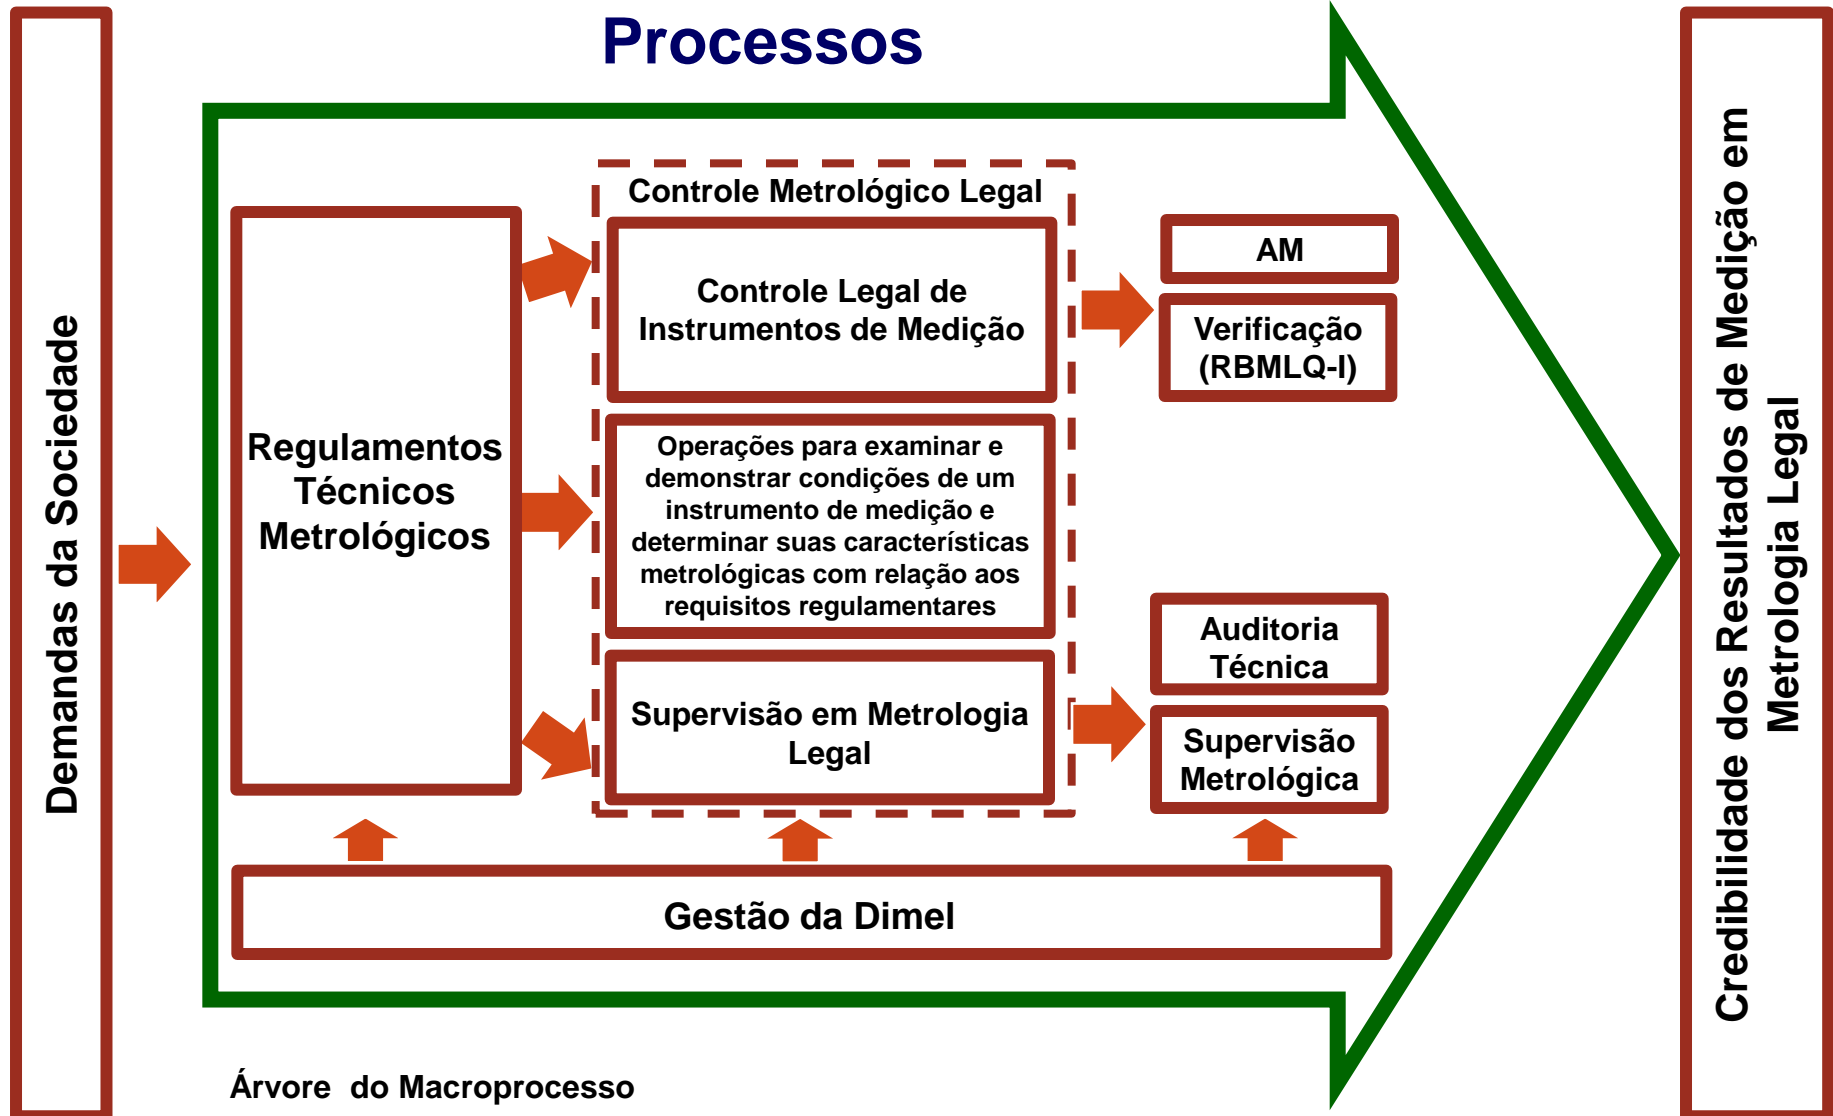 Processos
Demandas da Sociedade
Regulamentos
Técnicos
Metrológicos
Controle Metrológico Legal
Controle Legal de
Instrumentos de Medição
Operações para examinar e
demonstrar condições de um
instrumento de medição e
determinar suas características
metrológicas com relação aos
requisitos regulamentares
Supervisão em Metrologia
Legal
AM
Verificação
(RBMLQ-I)
Auditoria
Técnica
Supervisão
Metrológica
Gestão da Dimel
Credibilidade dos Resultados de Medição em
Metrologia Legal
Árvore do Macroprocesso